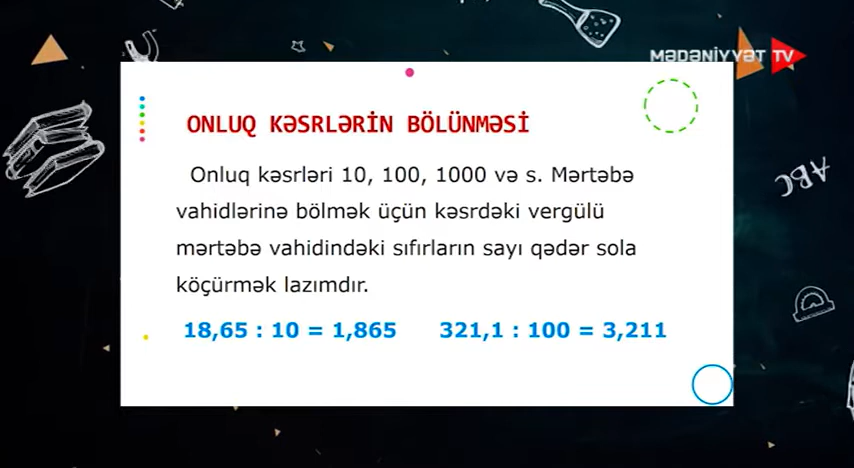 MƏDƏNİYYƏT TV
ONLUQ KƏSRLƏRİN BÖLÜNMƏSİ
Onluq kəsrləri 10, 100, 1000 və s. Mərtəbə
vahidlərinə bölmək üçün kəsrdəki vergülü
mərtəbə vahidindəki sıfırların sayı qədər sola
köçürmək lazımdır.
18,65 : 10 = 1,865 321,1 : 100 = 3,211
ABC